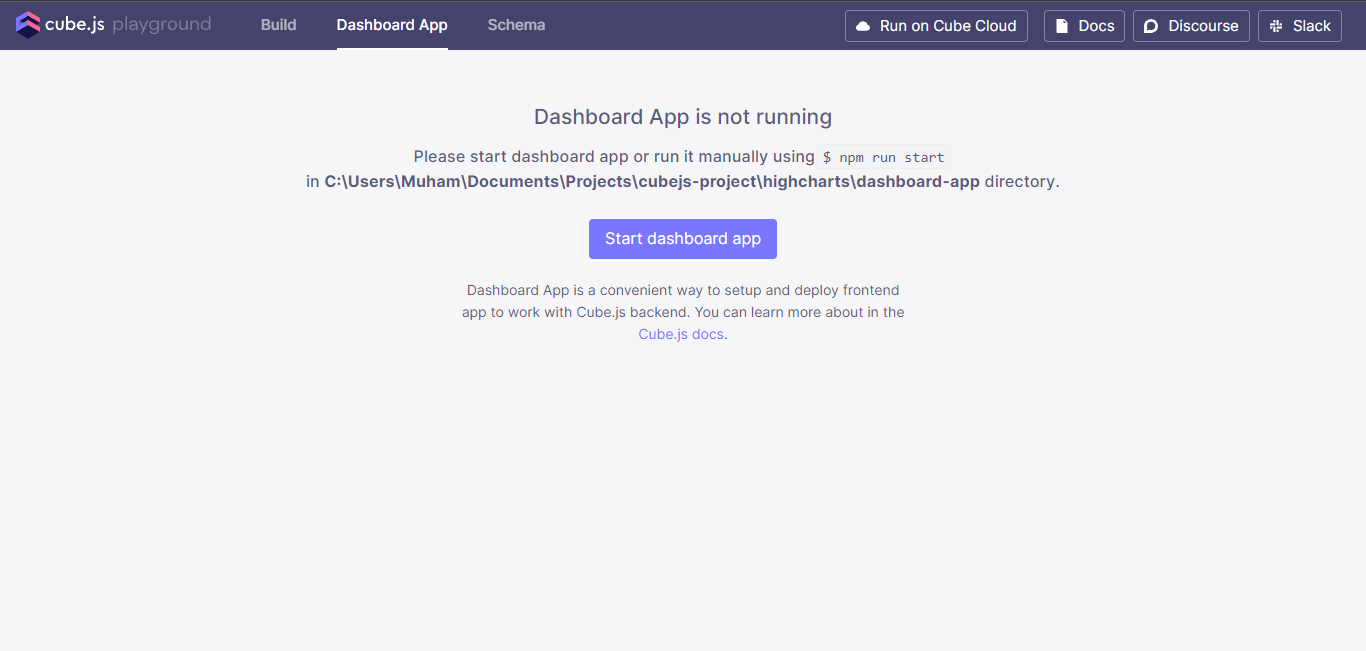 cube.js playground Build Dashboard App Schema Run on Cube Cloud Docs Discourse Slack
Dashboard App is not running
Please start dashboard app or run it manually using $ npm run start
in C:\Users\Muham\Documents\Projects\cubejs-project\highcharts\dashboard-app directory.
Start dashboard app
Dashboard App is a convenient way to setup and deploy frontend
app to work with Cube.js backend. You can learn more about in the
Cube.js docs.